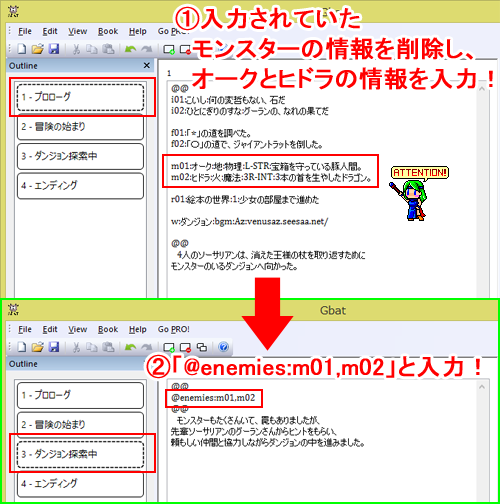 ①入力されていた
モンスターの情報を削除し、
オークとヒドラの情報を入力！
File Edit View Book Help Go PRO!
Outline
1 - プロローグ
2 - 冒険の始まり
3 - ダンジョン探索中
4 - エンディング
1
@@
i01:こいし:何の変哲もない、石だ
i02:ひとにぎりのすな:グーランの、なれの果てだ
f01:「*」の道を調べた。
f02:「〇」の道で、ジャイアントラットを倒した。
m01:オーク:地:物理:L-STR:宝箱を守っている豚人間。
m02:ヒドラ:火:魔法:3R-INT:3本の首を生やしたドラゴン。
r01:絵本の世界:1:少女の部屋まで進めた
w:ダンジョン:bgm:Az:venusaz.seesaa.net/
@@
4人のソーサリアンは、消えた王様の杖を取り返すために
モンスターのいるダンジョンへ向かった。
ATTENTION!
Gbat
File Edit View Book Help Go PRO!
②「@enemies:m01,m02」と入力！
Outline
1 - プロローグ
2 - 冒険の始まり
3 - ダンジョン探索中
4 - エンディング
@@
@enemies:m01,m02
@@
モンスターもたくさんいて、罠もありましたが、
先輩ソーサリアンのグーランさんからヒントをもらい、
頼もしい仲間と協力しながらダンジョンの中を進みました。